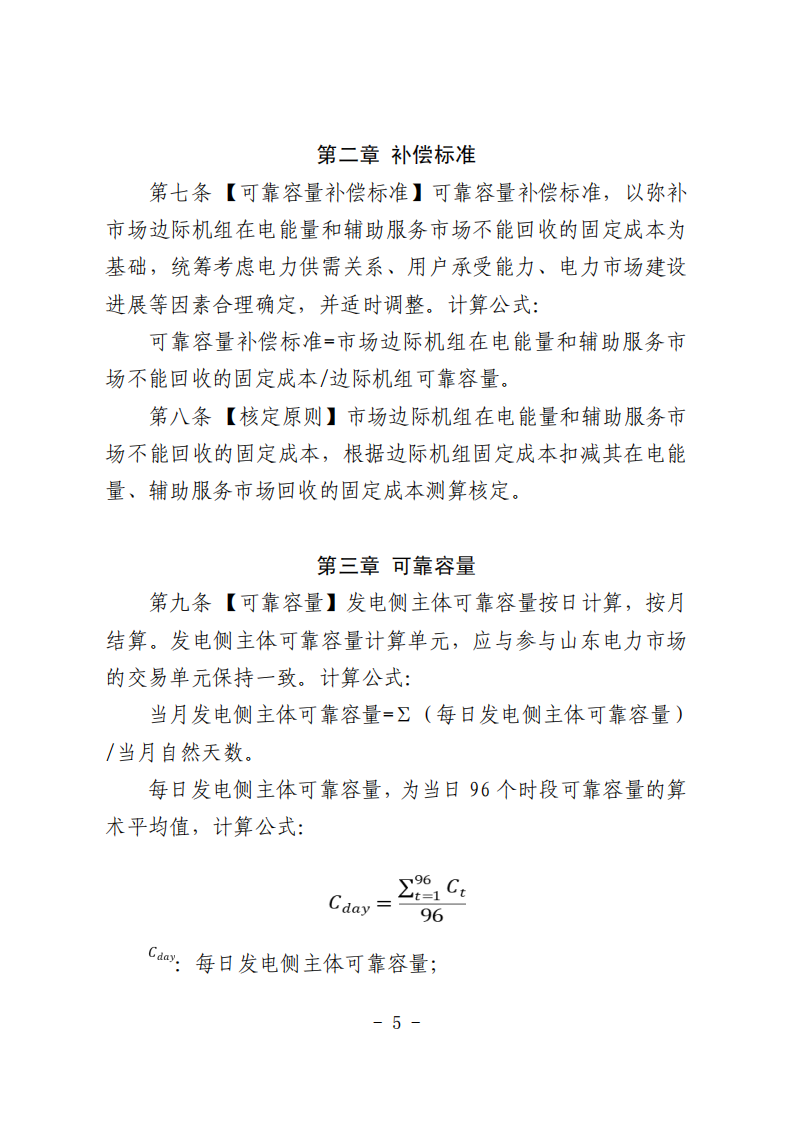 第二章 补偿标准
第七条【可靠容量补偿标准】可靠容量补偿标准，以弥补
市场边际机组在电能量和辅助服务市场不能回收的固定成本为
基础，统筹考虑电力供需关系、用户承受能力、电力市场建设
进展等因素合理确定，并适时调整。计算公式：
可靠容量补偿标准=市场边际机组在电能量和辅助服务市
场不能回收的固定成本/边际机组可靠容量。
第八条【核定原则】市场边际机组在电能量和辅助服务市
场不能回收的固定成本，根据边际机组固定成本扣减其在电能
量、辅助服务市场回收的固定成本测算核定。
第三章 可靠容量
第九条【可靠容量】发电侧主体可靠容量按日计算，按月
结算。发电侧主体可靠容量计算单元，应与参与山东电力市场
的交易单元保持一致。计算公式：
当月发电侧主体可靠容量=Σ（每日发电侧主体可靠容量）
/当月自然天数。
每日发电侧主体可靠容量，为当日 96 个时段可靠容量的算
术平均值，计算公式：
$C_{day} = \frac{\sum_{t=1}^{96} C_t}{96}$
$C_{day}$：每日发电侧主体可靠容量；
- 5 -